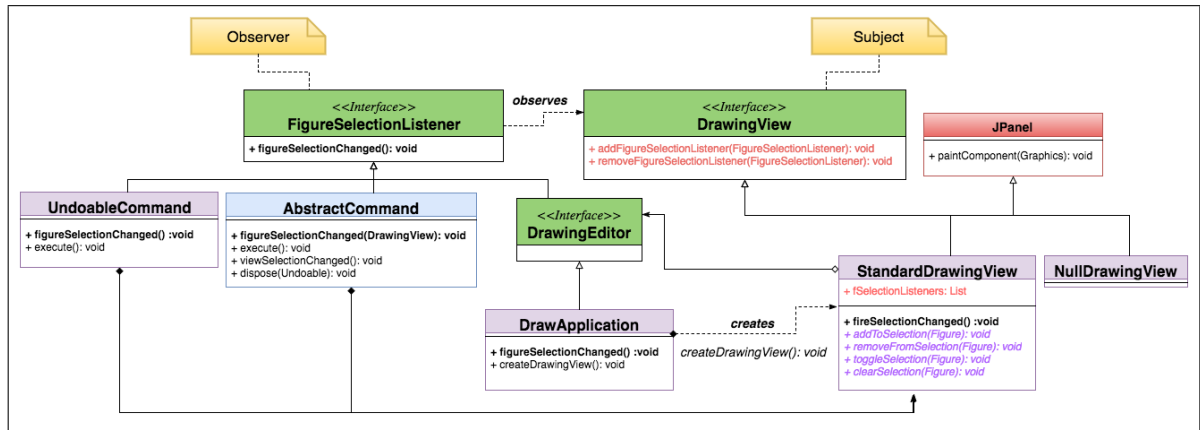 Observer
Subject
<<Interface>>
FigureSelectionListener
+ figureSelectionChanged(): void
observes
<<Interface>>
DrawingView
+ addFigureSelectionListener(FigureSelectionListener): void
+ removeFigureSelectionListener(FigureSelectionListener): void
JPanel
+ paintComponent(Graphics): void
UndoableCommand
+ figureSelectionChanged() :void
+ execute(): void
AbstractCommand
+ figureSelectionChanged(DrawingView): void
+ execute(): void
+ viewSelectionChanged(): void
+ dispose(Undoable): void
<<Interface>>
DrawingEditor
StandardDrawingView
+ fSelectionListeners: List
+ fireSelectionChanged() :void
+ addToSelection(Figure): void
+ removeFromSelection(Figure): void
+ toggleSelection(Figure): void
+ clearSelection(Figure): void
NullDrawingView
DrawApplication
+ figureSelectionChanged() :void
+ createDrawingView(): void
creates
createDrawingView(): void